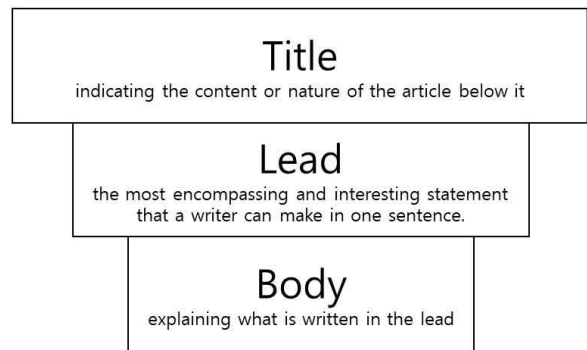 Title
indicating the content or nature of the article below it
Lead
the most encompassing and interesting statement
that a writer can make in one sentence.
Body
explaining what is written in the lead